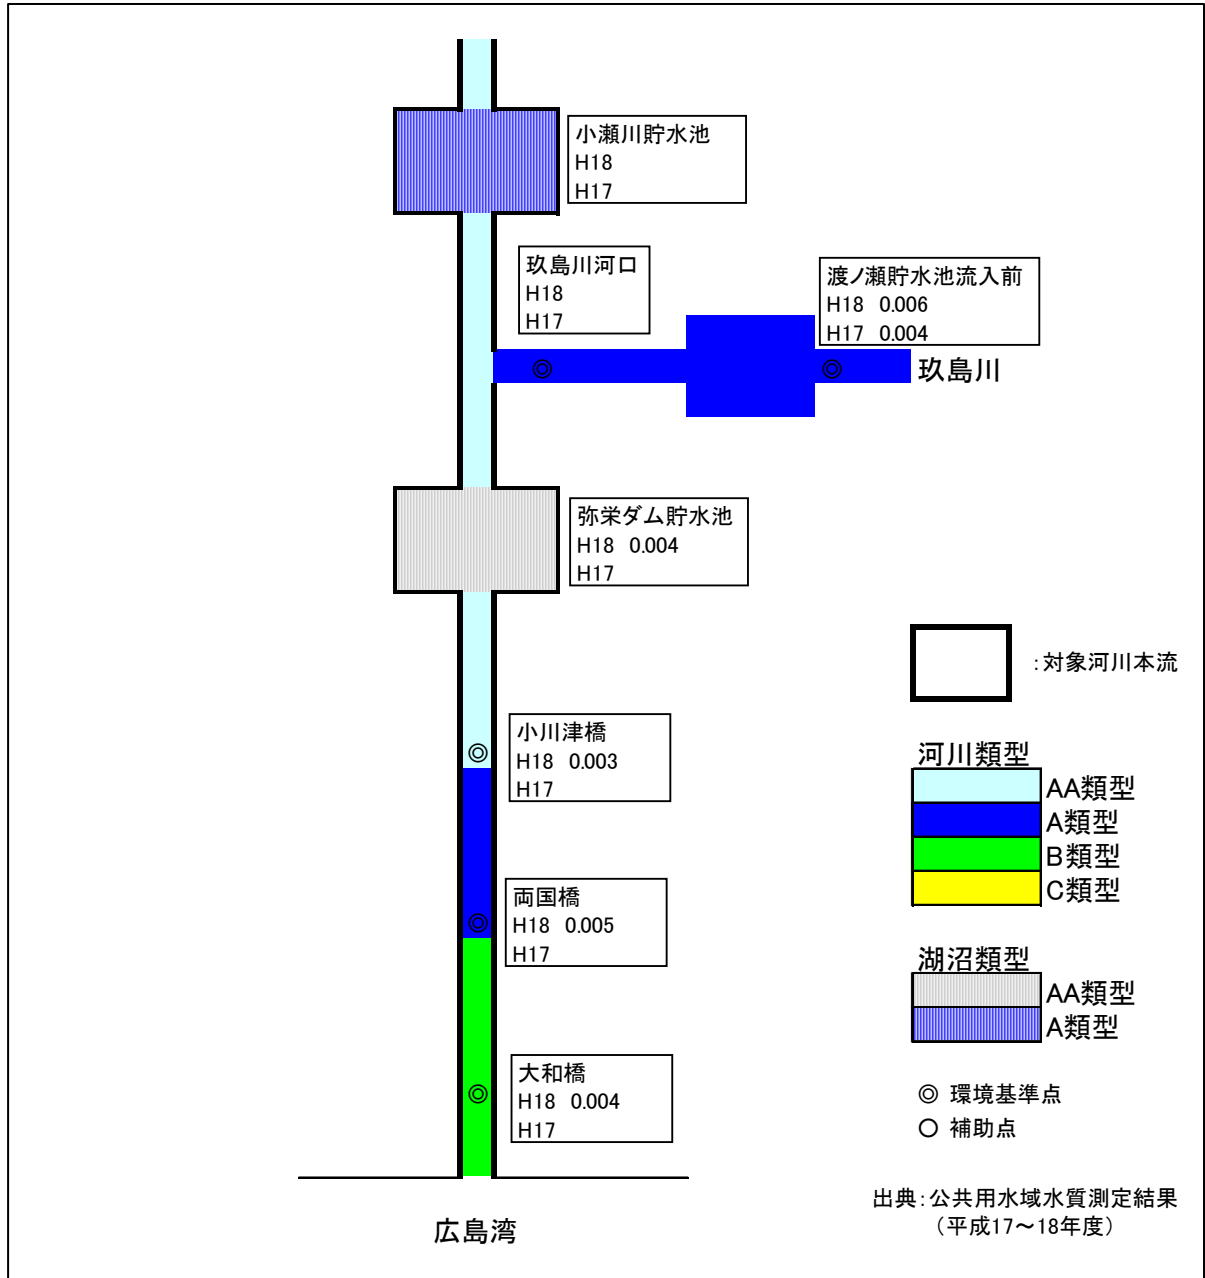 小瀬川貯水池
H18
H17
玖島川河口
H18
H17
渡ノ瀬貯水池流入前
H18 0.006
H17 0.004
玖島川
弥栄ダム貯水池
H18 0.004
H17
:対象河川本流
小川津橋
H18 0.003
H17
河川類型
AA類型
A類型
B類型
C類型
両国橋
H18 0.005
H17
湖沼類型
AA類型
A類型
大和橋
H18 0.004
H17
◎ 環境基準点
○ 補助点
出典:公共用水域水質測定結果
(平成17~18年度)
広島湾